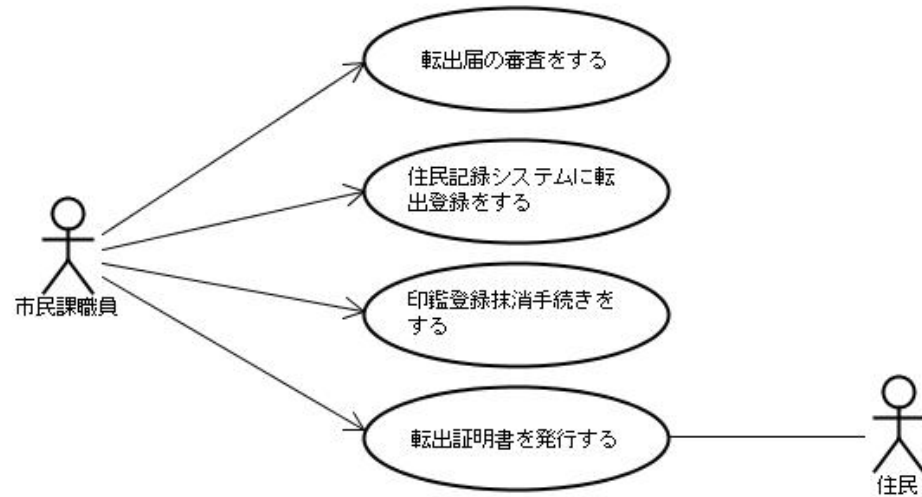 転出届の審査をする
住民記録システムに転
出登録をする
市民課職員
印鑑登録抹消手続きを
する
転出証明書を発行する
住民